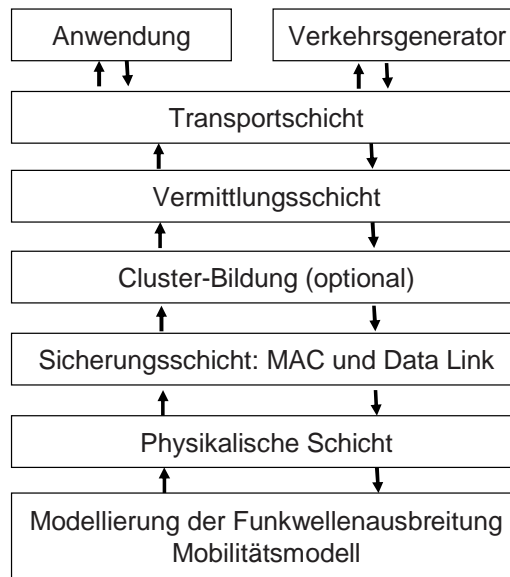 Anwendung
Verkehrsgenerator
Transportschicht
Vermittlungsschicht
Cluster-Bildung (optional)
Sicherungsschicht: MAC und Data Link
Physikalische Schicht
Modellierung der Funkwellenausbreitung
Mobilitätsmodell